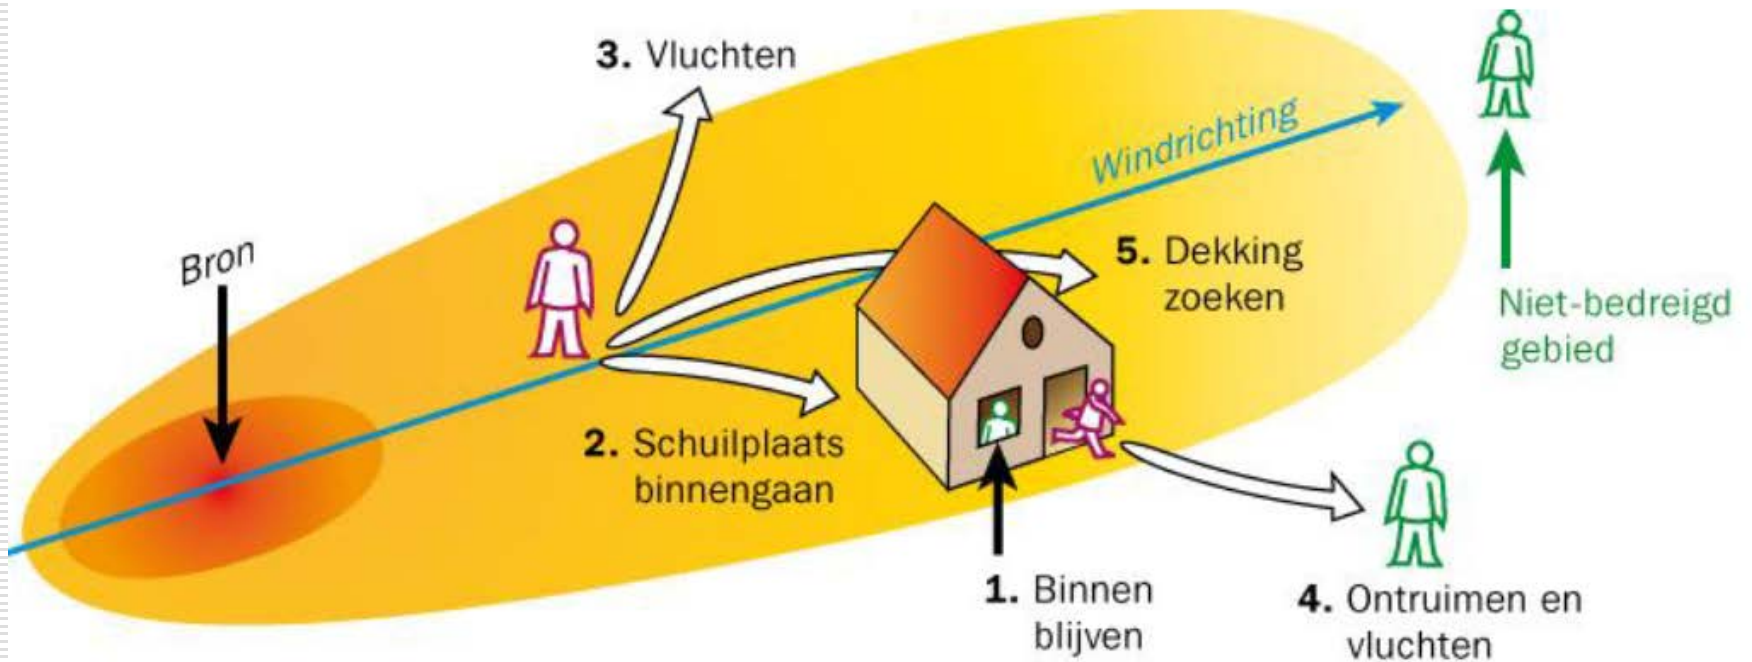 3. Vluchten
Windrichting
Bron
5. Dekking
zoeken
Niet-bedreigd
gebied
2. Schuilplaats
binnengaan
1. Binnen
blijven
4. Ontruimen en
vluchten